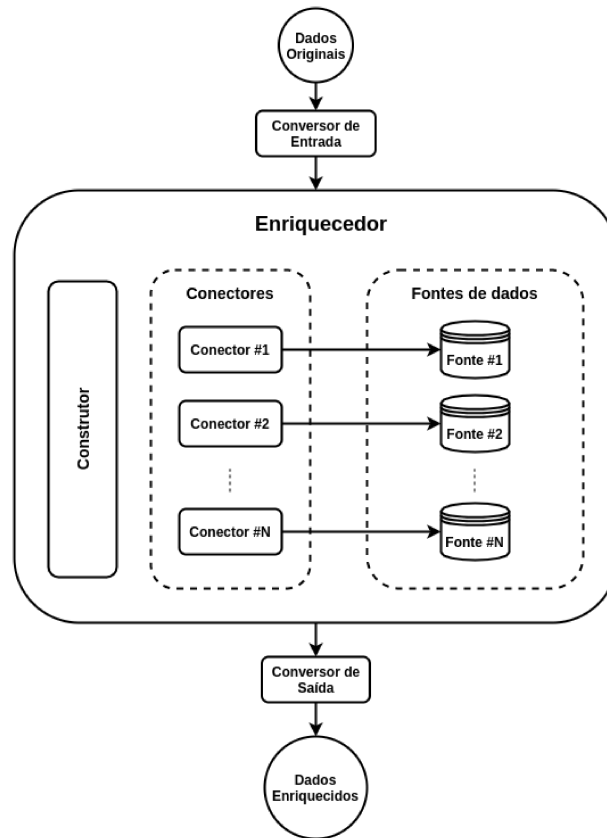 Dados
Originais
Conversor de
Entrada
Enriquecedor
Construtor
Conectores
Conector #1
Conector #2
Conector #N
Fontes de dados
Fonte #1
Fonte #2
Fonte #N
Conversor de
Saída
Dados
Enriquecidos